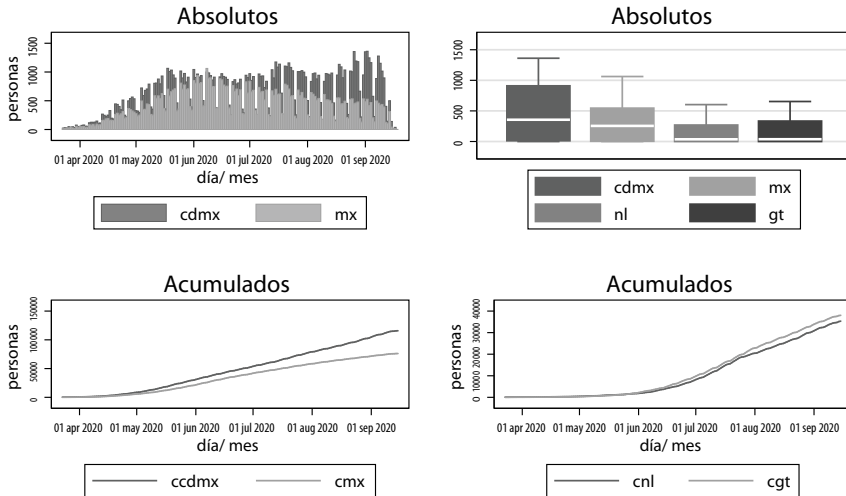 Absolutos
personas
1500
1000
500
0
01 apr 2020 01 may 2020 01 jun 2020 01 jul 2020 01 aug 2020 01 sep 2020
día/ mes
cdmx mx
Absolutos
1500
1000
500
0
cdmx mx
nl gt
Acumulados
personas
150000
1000000
50000
0
01 apr 2020 01 may 2020 01 jun 2020 01 jul 2020 01 aug 2020 01 sep 2020
día/ mes
ccdmx cmx
Acumulados
personas
40000
30000
20000
10000
0
01 apr 2020 01 may 2020 01 jun 2020 01 jul 2020 01 aug 2020 01 sep 2020
día/ mes
cnl cgt